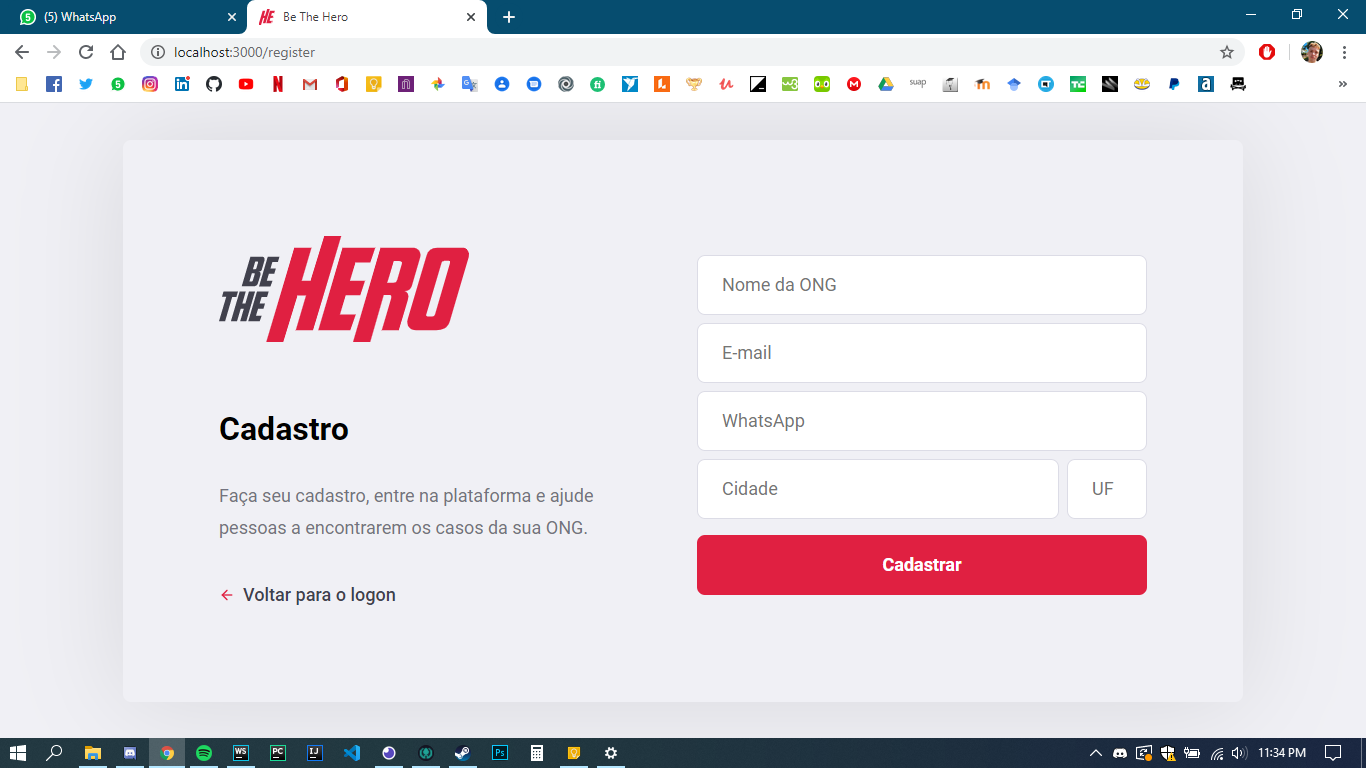 (5) WhatsApp
Be The Hero
localhost:3000/register
suap
BE
THE
HERO
Cadastro
Faça seu cadastro, entre na plataforma e ajude
pessoas a encontrarem os casos da sua ONG.
Voltar para o logon
Nome da ONG
E-mail
WhatsApp
Cidade
UF
Cadastrar
11:34 PM